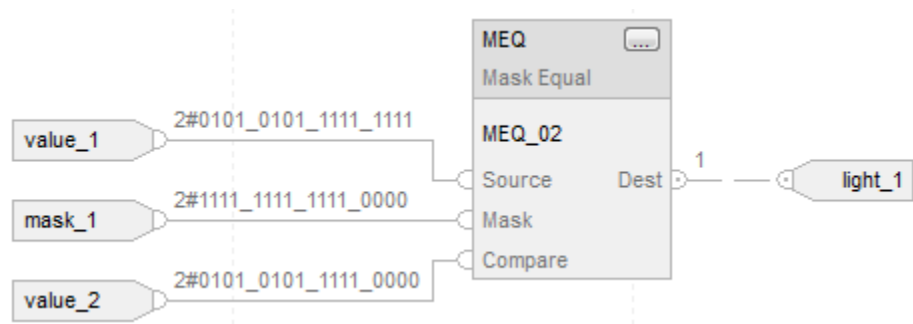 MEQ ...
Mask Equal
2#0101_0101_1111_1111
value_1
MEQ_02
1
Source Dest
light_1
2#1111_1111_1111_0000
mask_1
Mask
Compare
2#0101_0101_1111_0000
value_2